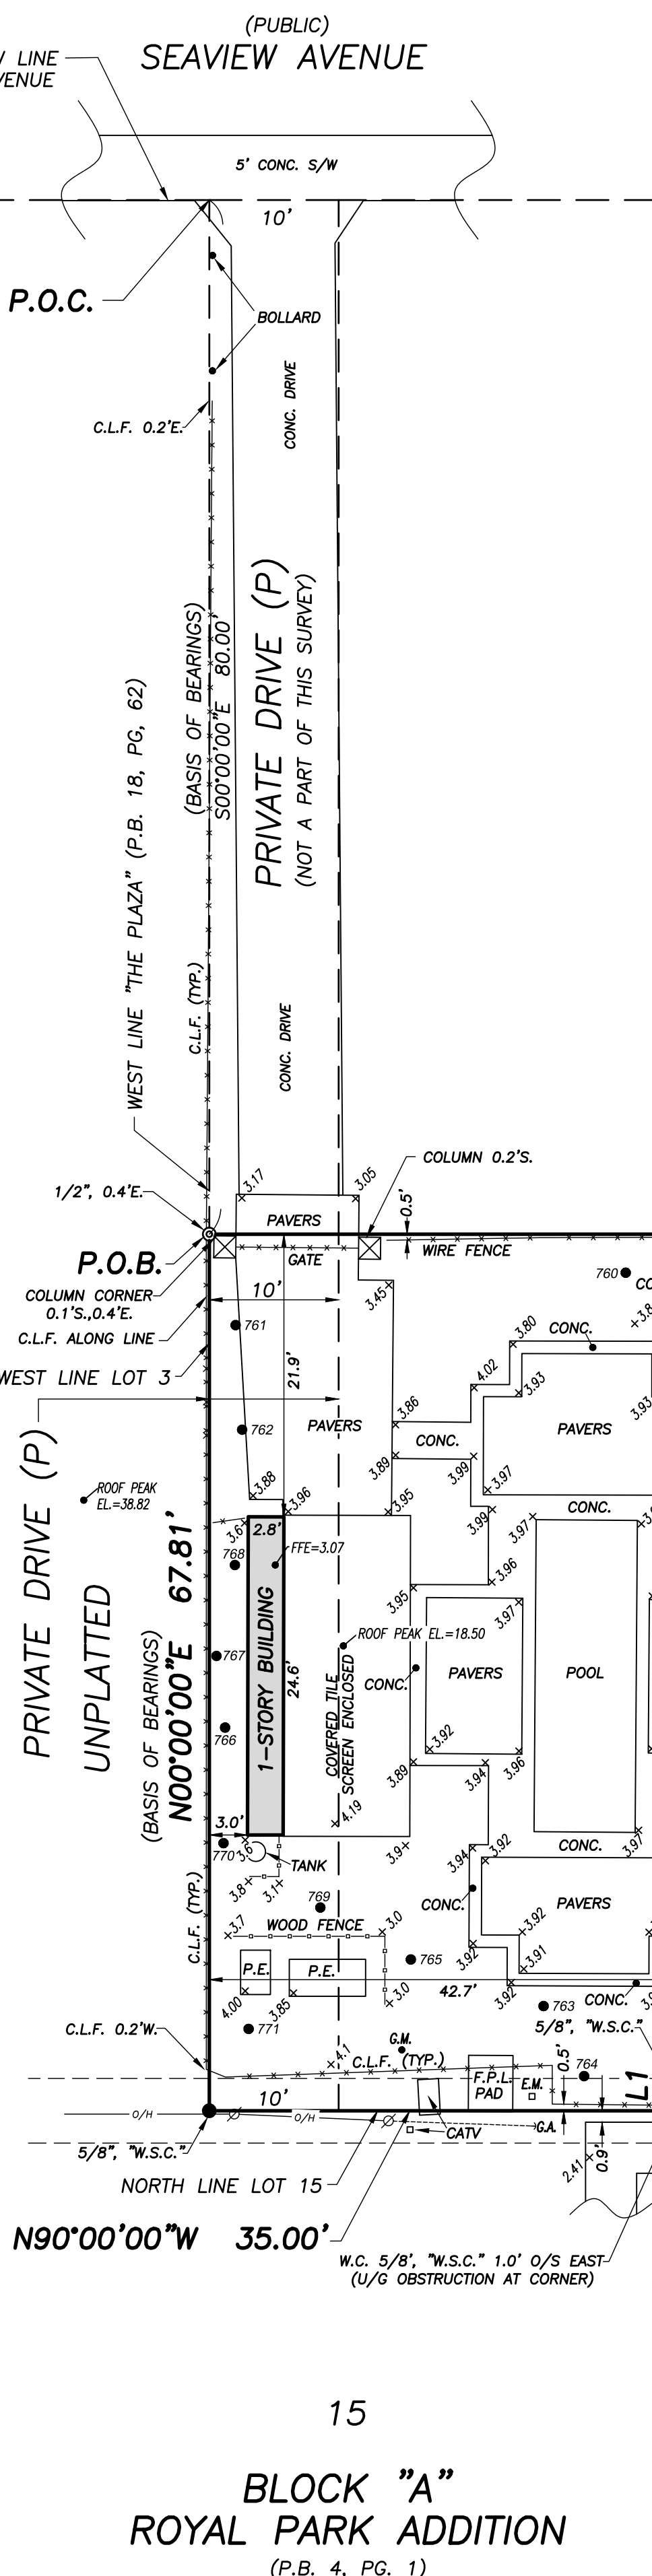 (PUBLIC)
SEAVIEW AVENUE
LINE
VENUE
5' CONC. S/W
10'
P.O.C.
BOLLARD
CONC. DRIVE
C.L.F. 0.2'E.
PRIVATE DRIVE (P)
(NOT A PART OF THIS SURVEY)
(BASIS OF BEARINGS)
S00°00'00"E 80.00'
WEST LINE "THE PLAZA" (P.B. 18, PG, 62)
C.L.F. (TYP.)
CONC. DRIVE
3.17
3.05
COLUMN 0.2'S.
1/2", 0.4'E.
0.5'
PAVERS
P.O.B.
GATE
WIRE FENCE
760
COLUMN CORNER
0.1'S.,0.4'E.
10'
3.45
C.L.F. ALONG LINE
761
3.80
CONC.
WEST LINE LOT 3
21.9'
4.02
3.93
3.93
762
PAVERS
3.86
CONC.
PAVERS
PRIVATE DRIVE (P)
UNPLATTED
ROOF PEAK
EL.=38.82
3.89
3.99
3.97
3.88
3.96
3.95
3.99
CONC.
3.97
3.6
2.8'
FFE=3.07
768
3.96
3.95
3.97
(BASIS OF BEARINGS)
N00°00'00"E 67.81'
1-STORY BUILDING
24.6'
ROOF PEAK EL.=18.50
767
COVERED TILE
SCREEN ENCLOSED
CONC.
PAVERS
POOL
766
3.92
3.96
3.89
3.94
4.19
3.0'
770
3.6
TANK
3.9
3.94
3.92
3.97
CONC.
3.8
3.1
C.L.F. (TYP.)
769
CONC.
PAVERS
3.7
WOOD FENCE
3.0
3.92
3.92
3.91
765
P.E.
P.E.
42.7'
4.00
3.85
3.0
3.92
CONC.
763
C.L.F. 0.2'W.
771
5/8", "W.S.C."
G.M.
4.1
C.L.F. (TYP.)
0.5'
764
F.P.L.
PAD
E.M.
L1
10'
O/H
O/H
G.A.
CATV
5/8", "W.S.C."
2.41
0.9'
NORTH LINE LOT 15
N90°00'00"W 35.00'
W.C. 5/8', "W.S.C." 1.0' O/S EAST
(U/G OBSTRUCTION AT CORNER)
15
BLOCK "A"
ROYAL PARK ADDITION
(P.B. 4, PG. 1)